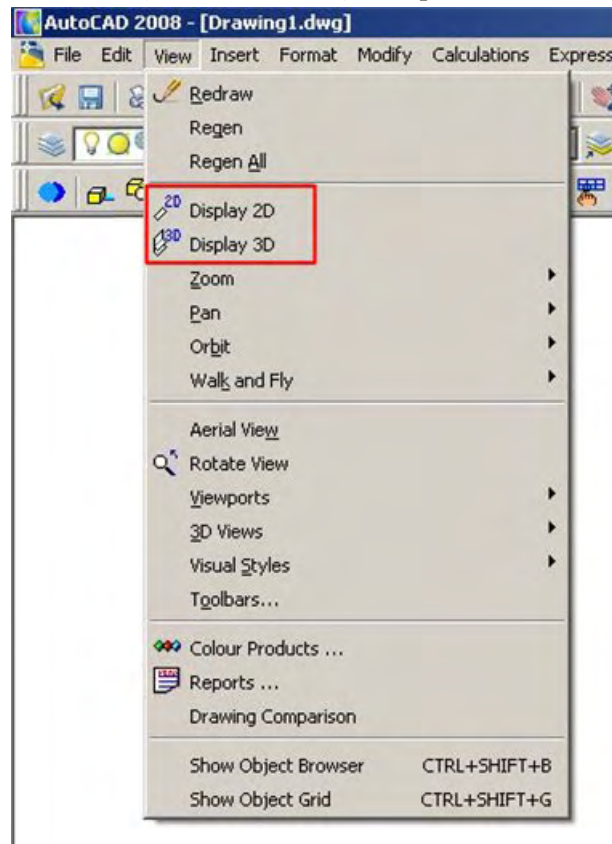 AutoCAD 2008 - [Drawing1.dwg]
File Edit View Insert Format Modify Calculations Express
Redraw
Regen
Regen All
2D Display 2D
3D Display 3D
Zoom
Pan
Orbit
Walk and Fly
Aerial View
Rotate View
Viewports
3D Views
Visual Styles
Toolbars...
Colour Products ...
Reports ...
Drawing Comparison
Show Object Browser CTRL+SHIFT+B
Show Object Grid CTRL+SHIFT+G